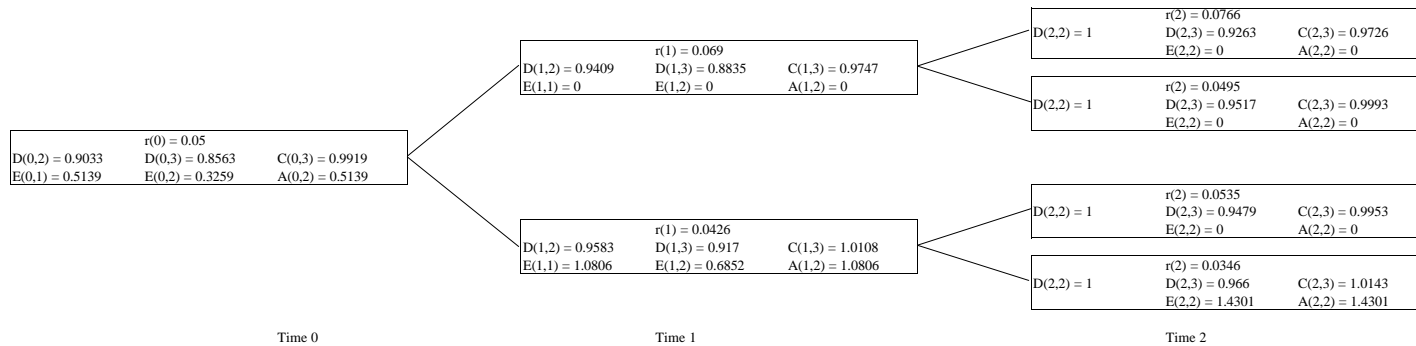 r(0) = 0.05
D(0,2) = 0.9033 D(0,3) = 0.8563 C(0,3) = 0.9919
E(0,1) = 0.5139 E(0,2) = 0.3259 A(0,2) = 0.5139
r(1) = 0.069
D(1,2) = 0.9409 D(1,3) = 0.8835 C(1,3) = 0.9747
E(1,1) = 0 E(1,2) = 0 A(1,2) = 0
r(1) = 0.0426
D(1,2) = 0.9583 D(1,3) = 0.917 C(1,3) = 1.0108
E(1,1) = 1.0806 E(1,2) = 0.6852 A(1,2) = 1.0806
r(2) = 0.0766
D(2,2) = 1 D(2,3) = 0.9263 C(2,3) = 0.9726
E(2,2) = 0 A(2,2) = 0
r(2) = 0.0495
D(2,2) = 1 D(2,3) = 0.9517 C(2,3) = 0.9993
E(2,2) = 0 A(2,2) = 0
r(2) = 0.0535
D(2,2) = 1 D(2,3) = 0.9479 C(2,3) = 0.9953
E(2,2) = 0 A(2,2) = 0
r(2) = 0.0346
D(2,2) = 1 D(2,3) = 0.966 C(2,3) = 1.0143
E(2,2) = 1.4301 A(2,2) = 1.4301
Time 0 Time 1 Time 2